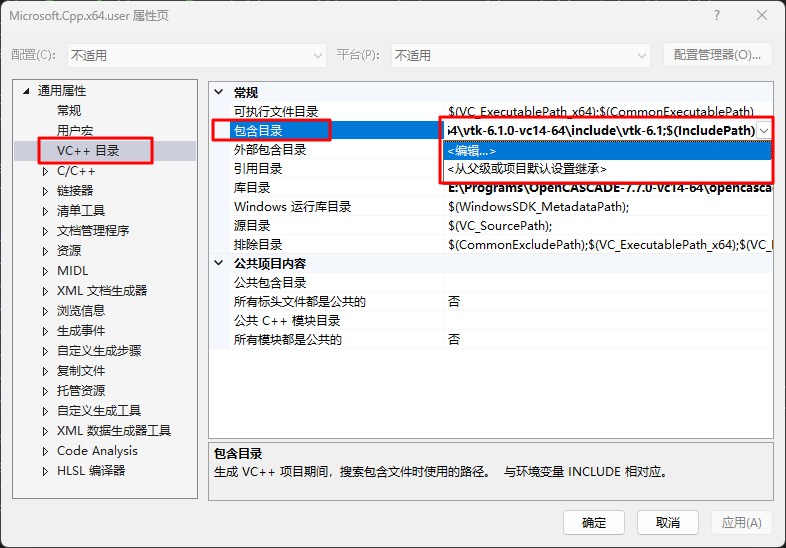 Microsoft.Cpp.x64.user 属性页
配置(C): 不适用 平台(P): 不适用 配置管理器(O)...
通用属性
常规
用户宏
VC++ 目录
C/C++
链接器
清单工具
文档管理程序
资源
MIDL
XML 文档生成器
浏览信息
生成事件
自定义生成步骤
复制文件
托管资源
自定义生成工具
XML 数据生成器工具
Code Analysis
HLSL 编译器
常规
可执行文件目录 $(VC_ExecutablePath_x64);$(CommonExecutablePath)
包含目录 64\vtk-6.1.0-vc14-64\include\vtk-6.1;$(IncludePath)
外部包含目录 <编辑...>
引用目录 <从父级或项目默认设置继承>
库目录 E:\Programs\OpenCASCADE-7.7.0-vc14-64\opencasca
Windows 运行库目录 $(WindowsSDK_MetadataPath);
源目录 $(VC_SourcePath);
排除目录 $(CommonExcludePath);$(VC_ExecutablePath_x64);$(VC_I
公共项目内容
公共包含目录
所有标头文件都是公共的 否
公共 C++ 模块目录
所有模块都是公共的 否
包含目录
生成 VC++ 项目期间，搜索包含文件时使用的路径。 与环境变量 INCLUDE 相对应。
确定 取消 应用(A)